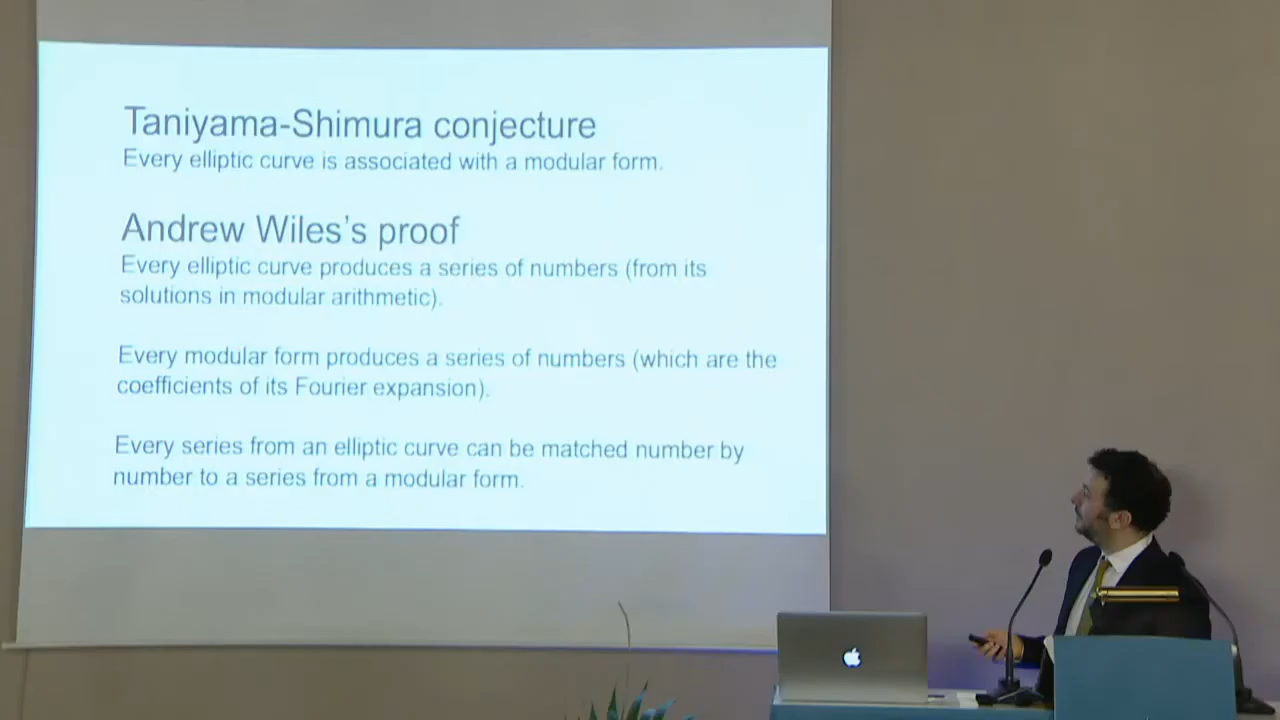 Taniyama-Shimura conjecture
Every elliptic curve is associated with a modular form.
Andrew Wiles's proof
Every elliptic curve produces a series of numbers (from its
solutions in modular arithmetic).
Every modular form produces a series of numbers (which are the
coefficients of its Fourier expansion).
Every series from an elliptic curve can be matched number by
number to a series from a modular form.